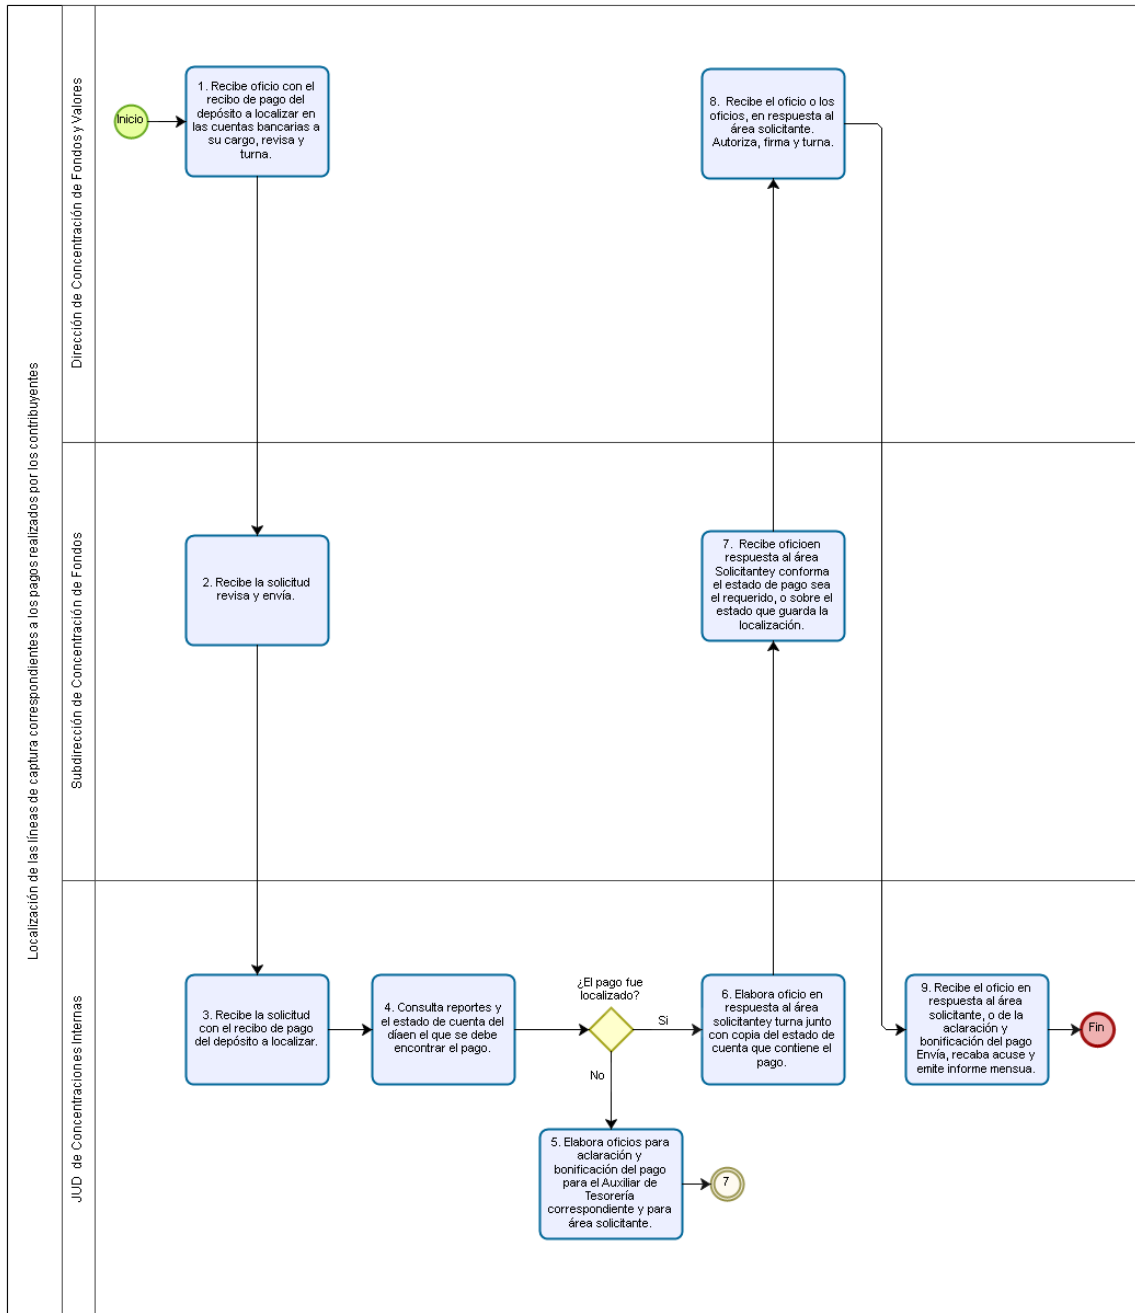 Localización de las líneas de captura correspondientes a los pagos realizados por los contribuyentes
Dirección de Concentración de Fondos y Valores
Inicio
1. Recibe oficio con el
recibo de pago del
depósito a localizar en
las cuentas bancarias a
su cargo, revisa y
turna.
8. Recibe el oficio o los
oficios, en respuesta al
área solicitante.
Autoriza, firma y turna.
Subdirección de Concentración de Fondos
2. Recibe la solicitud
revisa y envía.
7. Recibe oficioen
respuesta al área
Solicitantey conforma
el estado de pago sea
el requerido, o sobre el
estado que guarda la
localización.
JUD de Concentraciones Internas
3. Recibe la solicitud
con el recibo de pago
del depósito a localizar.
4. Consulta reportes y
el estado de cuenta del
díaen el que se debe
encontrar el pago.
¿El pago fue
localizado?
Si
No
6. Elabora oficio en
respuesta al área
solicitantey turna junto
con copia del estado de
cuenta que contiene el
pago.
9. Recibe el oficio en
respuesta al área
solicitante, o de la
aclaración y
bonificación del pago
Envía, recaba acuse y
emite informe mensua.
Fin
5. Elabora oficios para
aclaración y
bonificación del pago
para el Auxiliar de
Tesorería
correspondiente y para
área solicitante.
7